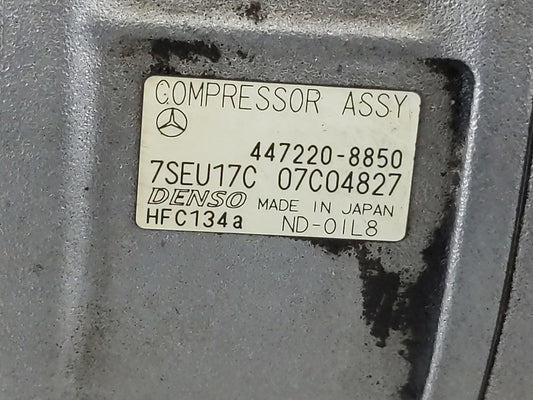 COMPRESSOR ASSY
447220-8850
7SEU17C 07C04827
DENSO MADE IN JAPAN
HFC134a ND-OIL8